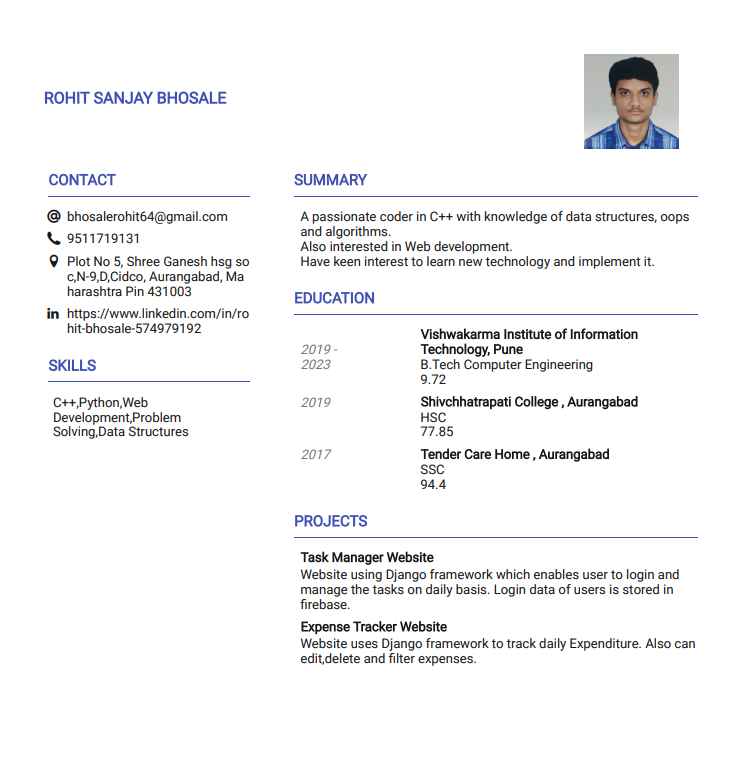 ROHIT SANJAY BHOSALE
CONTACT
bhosalerohit64@gmail.com
9511719131
Plot No 5, Shree Ganesh hsg so
c,N-9,D,Cidco, Aurangabad, Ma
harashtra Pin 431003
in https://www.linkedin.com/in/ro
hit-bhosale-574979192
SKILLS
C++,Python,Web
Development,Problem
Solving,Data Structures
SUMMARY
A passionate coder in C++ with knowledge of data structures, oops
and algorithms.
Also interested in Web development.
Have keen interest to learn new technology and implement it.
EDUCATION
2019 -
2023
Vishwakarma Institute of Information
Technology, Pune
B.Tech Computer Engineering
9.72
2019
Shivchhatrapati College , Aurangabad
HSC
77.85
2017
Tender Care Home , Aurangabad
SSC
94.4
PROJECTS
Task Manager Website
Website using Django framework which enables user to login and
manage the tasks on daily basis. Login data of users is stored in
firebase.
Expense Tracker Website
Website uses Django framework to track daily Expenditure. Also can
edit,delete and filter expenses.